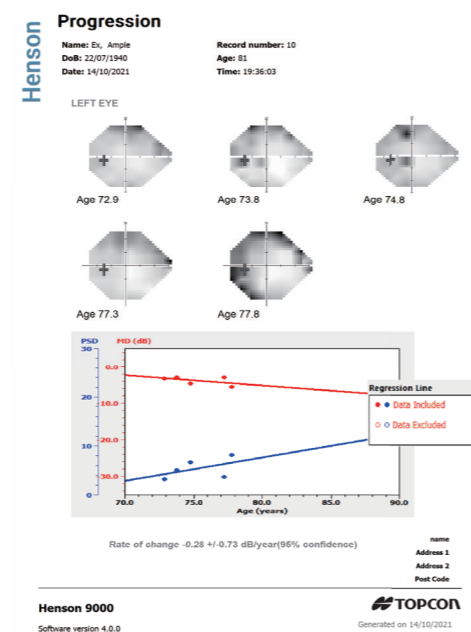 Henson
Progression
Name: Ex, Ample
Record number: 10
DoB: 22/07/1940
Age: 81
Date: 14/10/2021
Time: 19:36:03
LEFT EYE
Age 72.9
Age 73.8
Age 74.8
Age 77.3
Age 77.8
PSD
MD (dB)
30
20
10
0
0.0
10.0
20.0
30.0
70.0
75.0
80.0
85.0
90.0
Age (years)
Regression Line
Data Included
Data Excluded
Rate of change -0.28 +/-0.73 dB/year(95% confidence)
name
Address 1
Address 2
Post Code
Henson 9000
TOPCON
Software version 4.0.0
Generated on 14/10/2021